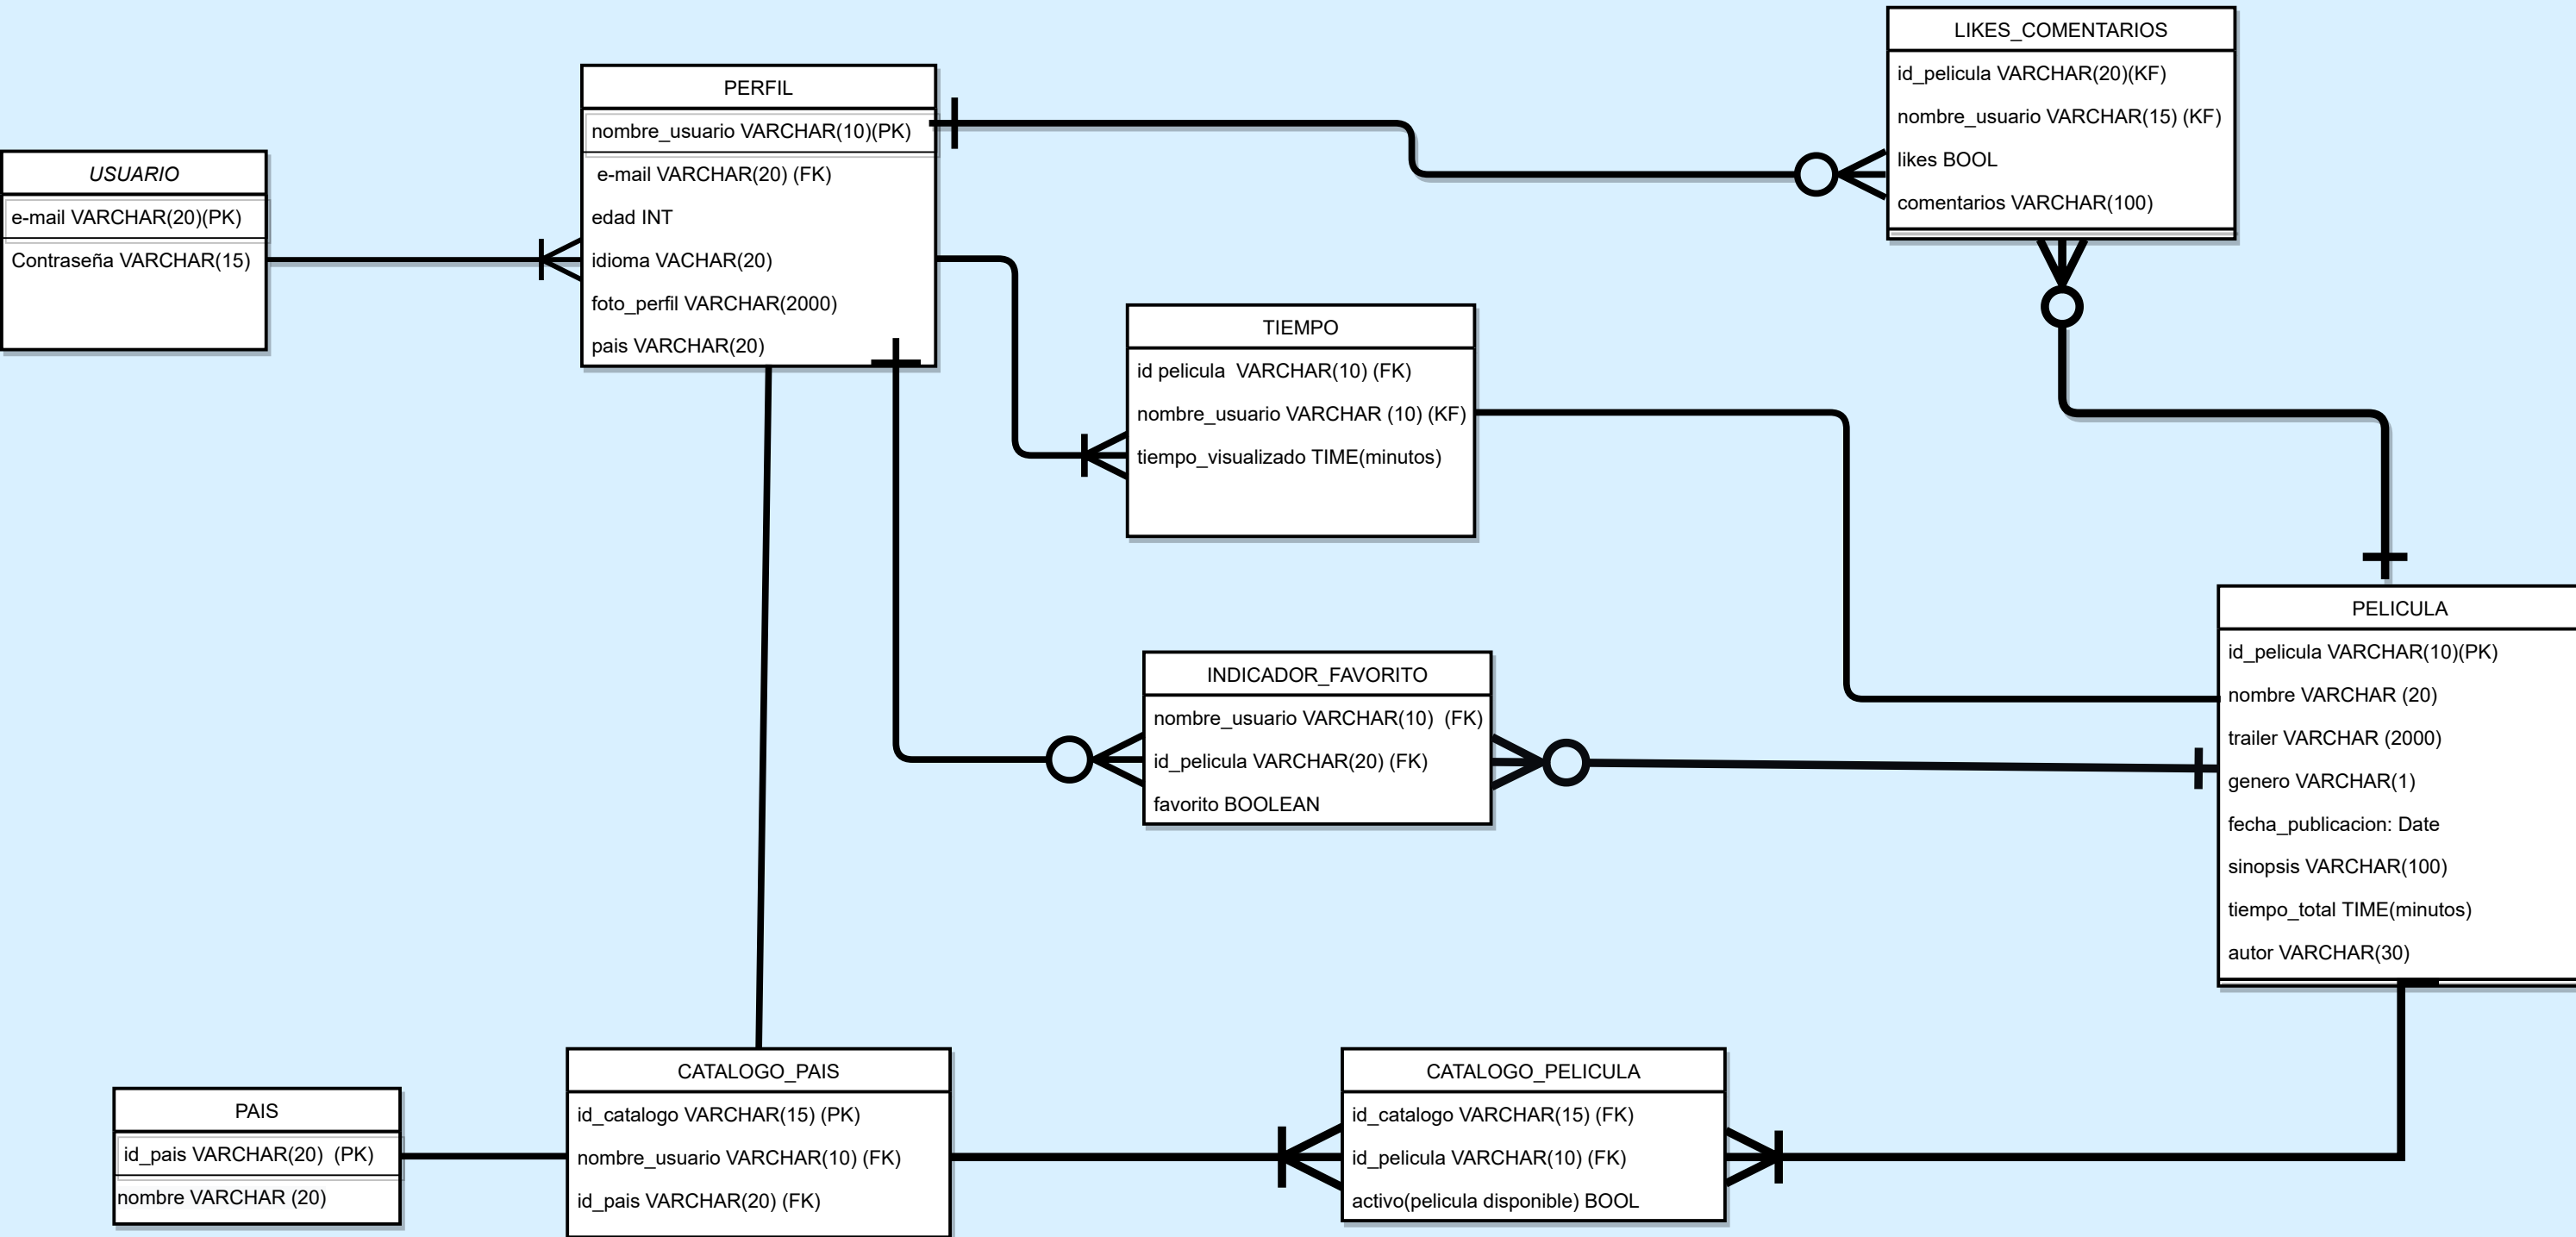 LIKES_COMENTARIOS
id_pelicula VARCHAR(20)(KF)
nombre_usuario VARCHAR(15) (KF)
likes BOOL
comentarios VARCHAR(100)
PERFIL
nombre_usuario VARCHAR(10)(PK)
e-mail VARCHAR(20) (FK)
edad INT
idioma VACHAR(20)
foto_perfil VARCHAR(2000)
pais VARCHAR(20)
USUARIO
e-mail VARCHAR(20)(PK)
Contraseña VARCHAR(15)
TIEMPO
id pelicula VARCHAR(10) (FK)
nombre_usuario VARCHAR (10) (KF)
tiempo_visualizado TIME(minutos)
INDICADOR_FAVORITO
nombre_usuario VARCHAR(10) (FK)
id_pelicula VARCHAR(20) (FK)
favorito BOOLEAN
PELICULA
id_pelicula VARCHAR(10)(PK)
nombre VARCHAR (20)
trailer VARCHAR (2000)
genero VARCHAR(1)
fecha_publicacion: Date
sinopsis VARCHAR(100)
tiempo_total TIME(minutos)
autor VARCHAR(30)
PAIS
id_pais VARCHAR(20) (PK)
nombre VARCHAR (20)
CATALOGO_PAIS
id_catalogo VARCHAR(15) (PK)
nombre_usuario VARCHAR(10) (FK)
id_pais VARCHAR(20) (FK)
CATALOGO_PELICULA
id_catalogo VARCHAR(15) (FK)
id_pelicula VARCHAR(10) (FK)
activo(pelicula disponible) BOOL